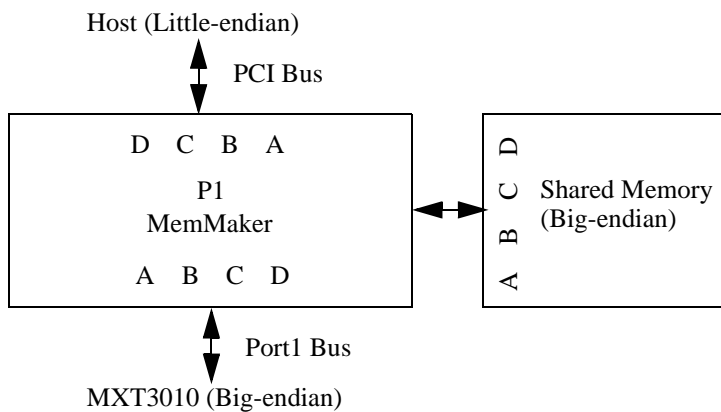 Host (Little-endian)
PCI Bus
D C B A
P1
MemMaker
A B C D
A B C D
Shared Memory
(Big-endian)
Port1 Bus
MXT3010 (Big-endian)